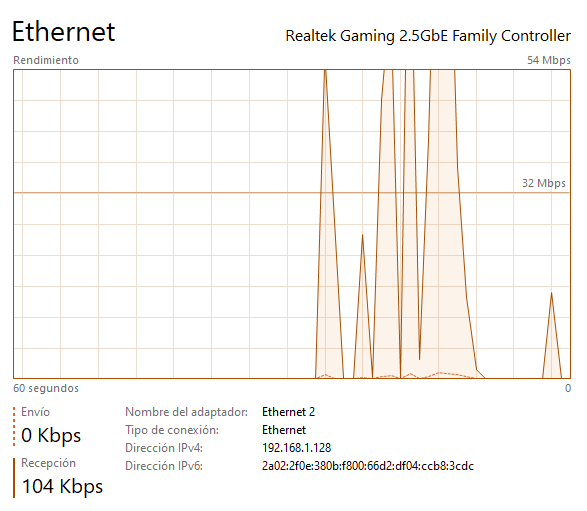 Ethernet
Realtek Gaming 2.5GbE Family Controller
Rendimiento
54 Mbps
32 Mbps
60 segundos
0
Envío
0 Kbps
Recepción
104 Kbps
Nombre del adaptador: Ethernet 2
Tipo de conexión: Ethernet
Dirección IPv4: 192.168.1.128
Dirección IPv6: 2a02:2f0e:380b:f800:66d2:df04:ccb8:3cdc